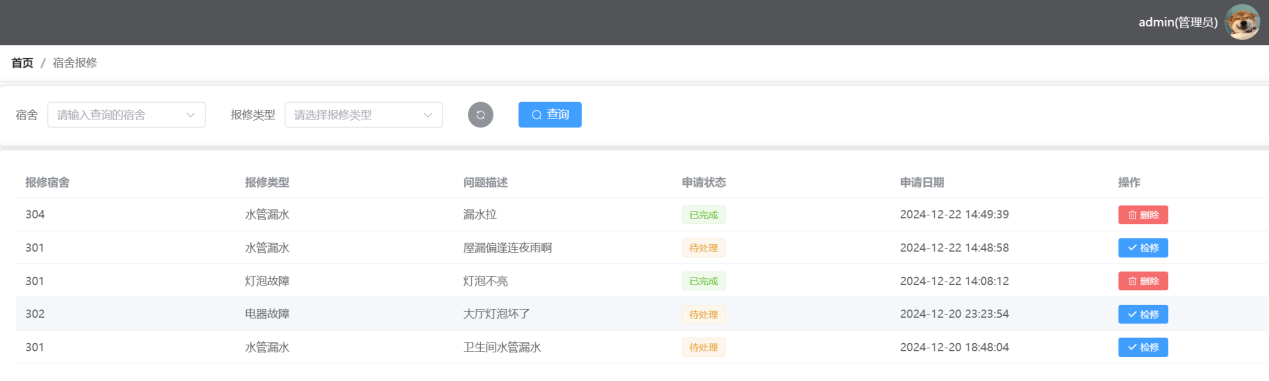 admin(管理员)
首页 / 宿舍报修
宿舍 请输入查询的宿舍 报修类型 请选择报修类型 查询
报修宿舍 报修类型 问题描述 申请状态 申请日期 操作
304 水管漏水 漏水拉 已完成 2024-12-22 14:49:39 删除
301 水管漏水 屋漏偏逢连夜雨啊 待处理 2024-12-22 14:48:58 检修
301 灯泡故障 灯泡不亮 已完成 2024-12-22 14:08:12 删除
302 电器故障 大厅灯泡坏了 待处理 2024-12-20 23:23:54 检修
301 水管漏水 卫生间水管漏水 待处理 2024-12-20 18:48:04 检修